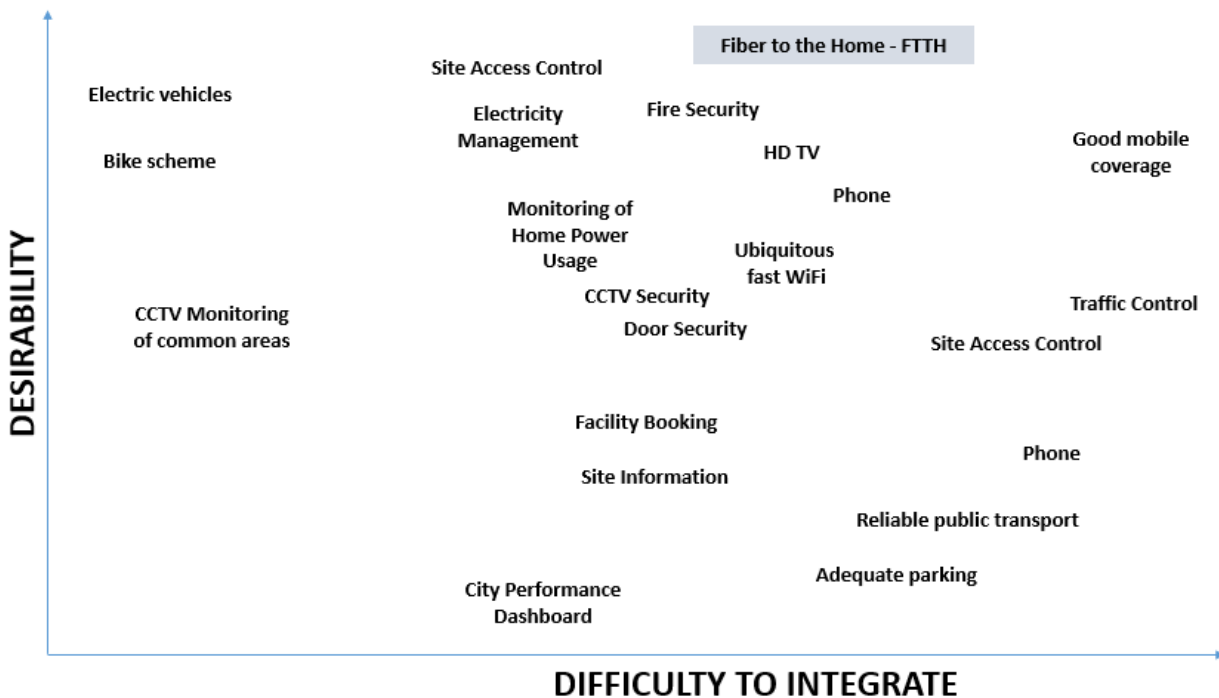 Fiber to the Home - FTTH
Site Access Control
Electric vehicles
Electricity
Management
Fire Security
HD TV
Good mobile
coverage
Bike scheme
Phone
Monitoring of
Home Power
Usage
Ubiquitous
fast WiFi
CCTV Security
Traffic Control
CCTV Monitoring
of common areas
Door Security
Site Access Control
DESIRABILITY
Facility Booking
Phone
Site Information
Reliable public transport
Adequate parking
City Performance
Dashboard
DIFFICULTY TO INTEGRATE